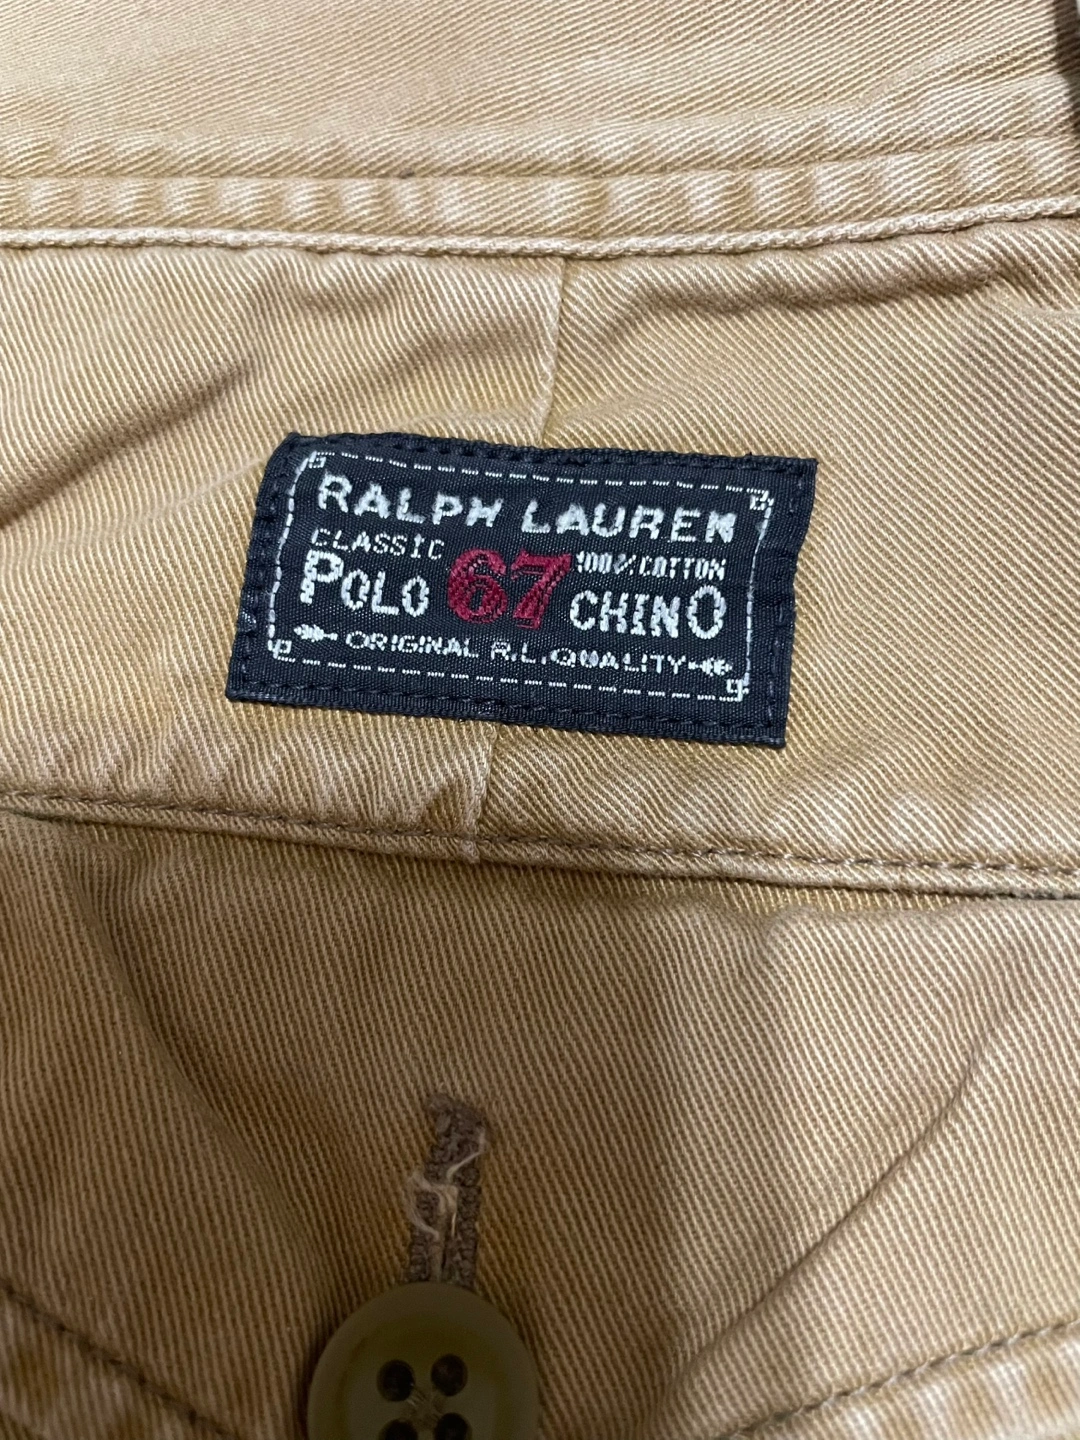 RALPH LAUREN
CLASSIC 100% COTTON
POLO 67 CHINO
ORIGINAL R.L. QUALITY